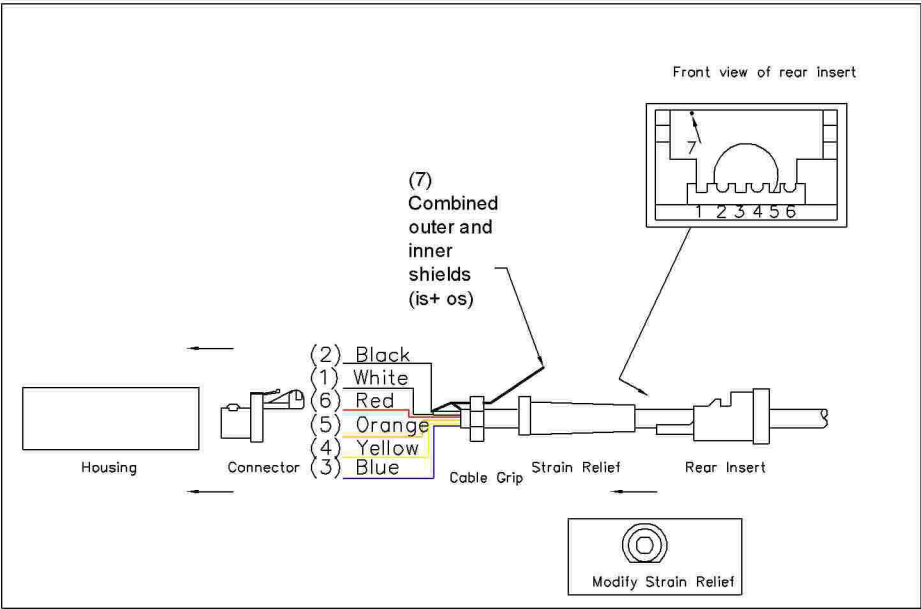 Front view of rear insert
7
1 2 3 4 5 6
(7)
Combined
outer and
inner
shields
(is+ os)
(2) Black
(1) White
(6) Red
(5) Orange
(4) Yellow
(3) Blue
Housing
Connector
Cable Grip
Strain Relief
Rear Insert
Modify Strain Relief